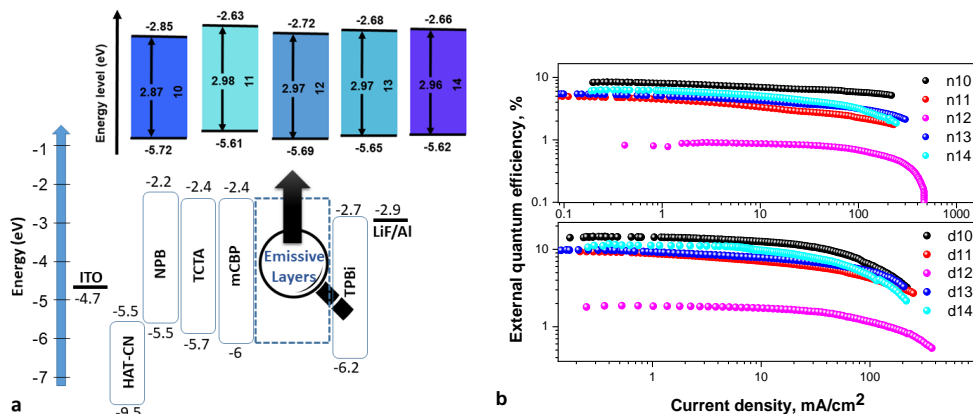 Energy level (eV)
-2.85
-2.63
-2.72
-2.68
-2.66
2.87
10
2.98
11
2.97
12
2.97
13
2.96
14
-5.72
-5.61
-5.69
-5.65
-5.62
Energy (eV)
-1
-2
-3
-4
-5
-6
-7
ITO
-4.7
-5.5
HAT-CN
-9.5
-2.2
NPB
-5.5
-2.4
TCTA
-5.7
-2.4
mCBP
-6
Emissive
Layers
-2.7
TPBi
-6.2
-2.9
LiF/Al
a
External quantum efficiency, %
10
1
0.1
0.1
1
10
100
1000
n10
n11
n12
n13
n14
10
1
1
10
100
d10
d11
d12
d13
d14
Current density, mA/cm²
b